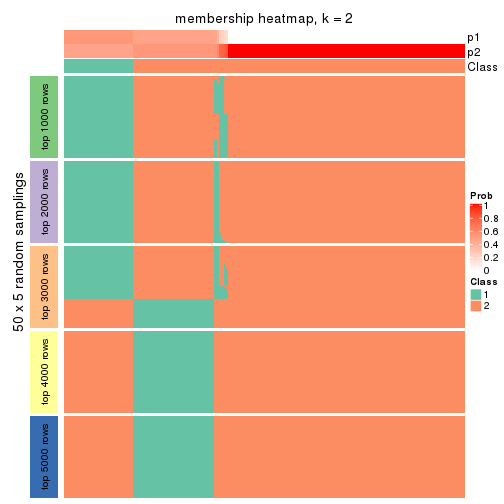 membership heatmap, k = 2
p1
p2
Class
50 x 5 random samplings
top 1000 rows
top 2000 rows
top 3000 rows
top 4000 rows
top 5000 rows
Prob
1
0.8
0.6
0.4
0.2
0
Class
1
2